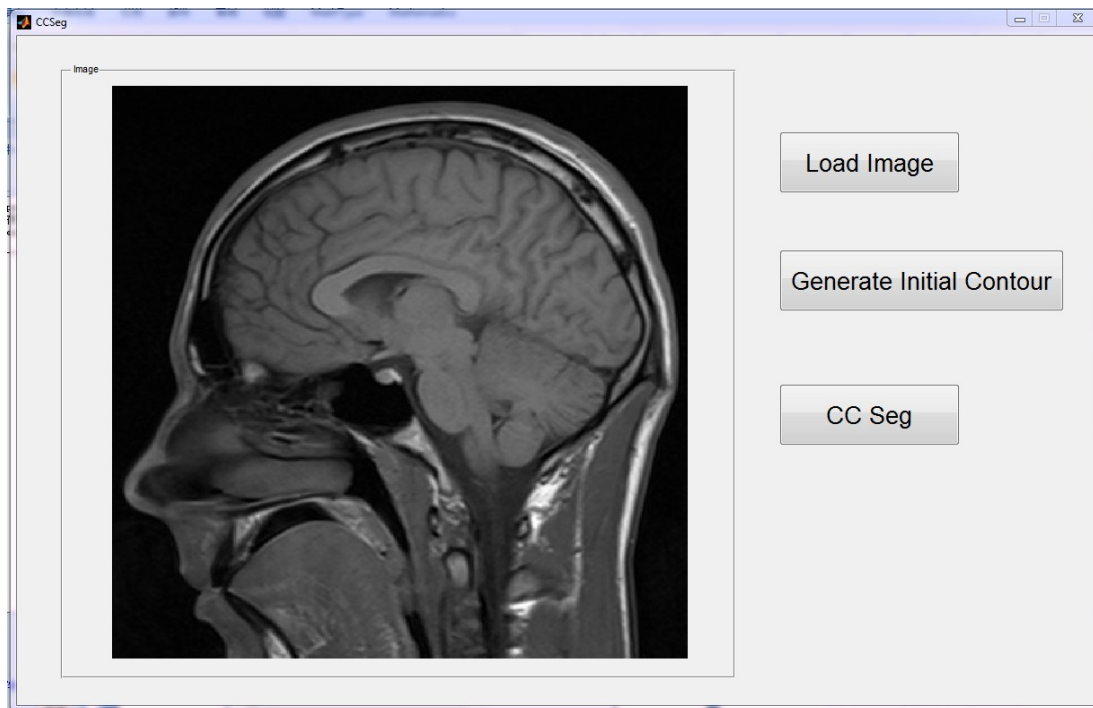 CCSeg
Image
Load Image
Generate Initial Contour
CC Seg